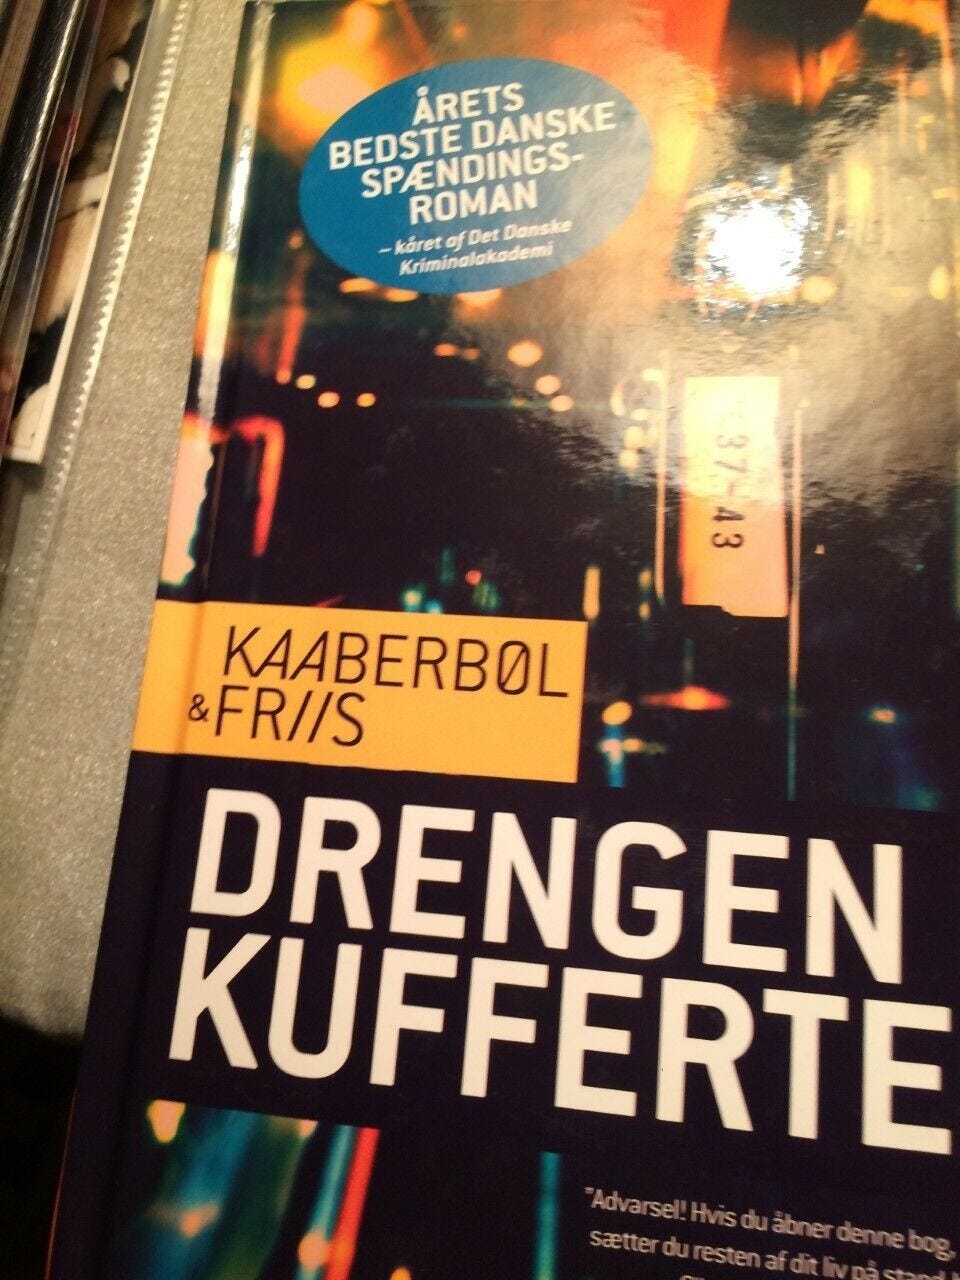 ÅRETS
BEDSTE DANSKE
SPÆNDINGS-
ROMAN
– kåret af Det Danske
Kriminalakademi
37-43
KAABERBØL
& FRIIS
DRENGEN
KUFFERTE
"Advarsel! Hvis du åbner denne bog,
sætter du resten af dit liv på